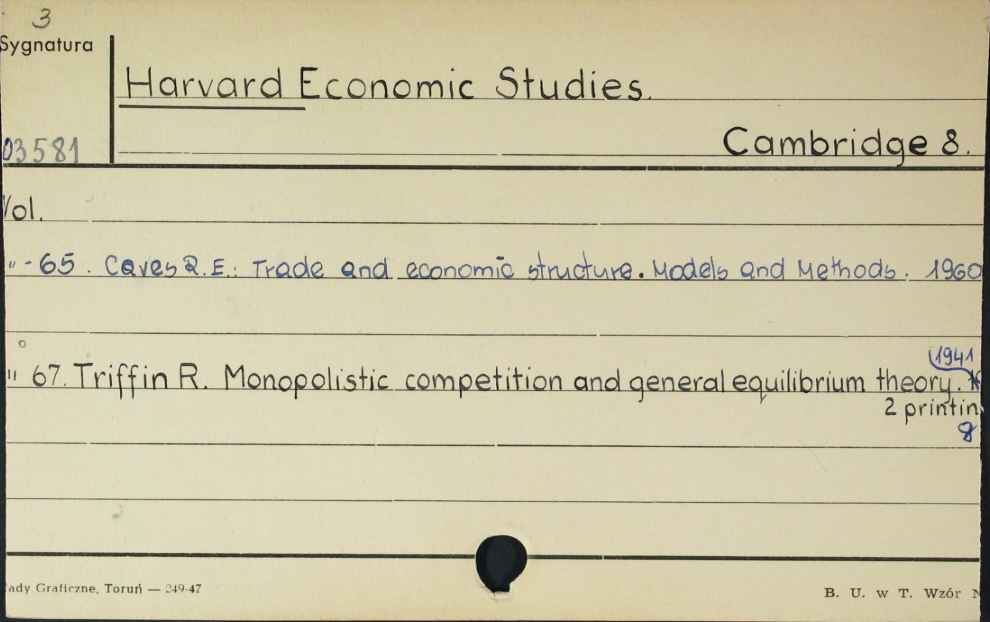 3
Sygnatura
Harvard Economic Studies.
Cambridge 8.
03581
Vol.
" - 65. Caves R.E.: Trade and economic structure. Models and Methods. 1960
1941
" 67. Triffin R. Monopolistic competition and general equilibrium theory.
2 printin
8
ady Graficzne, Toruń — 249-47
B. U. w T. Wzór N